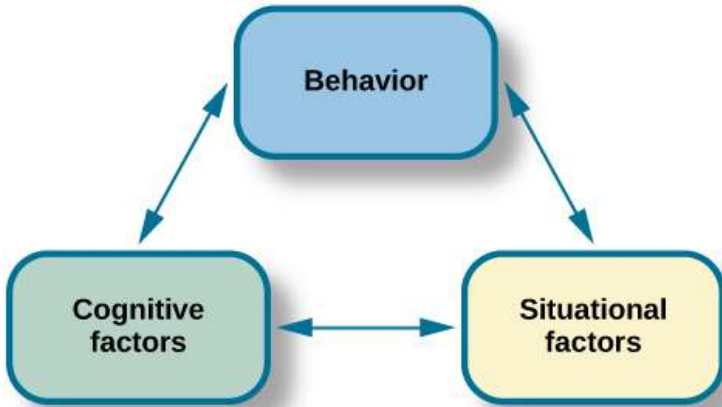 Behavior
Cognitive
factors
Situational
factors